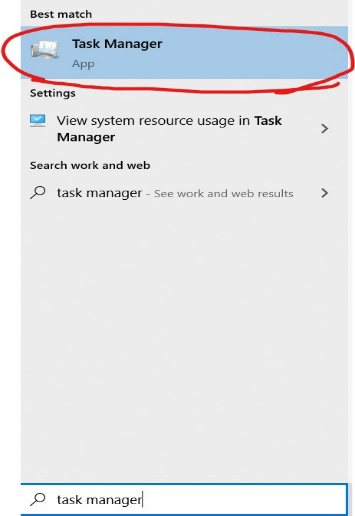 Best match
Task Manager
App
Settings
View system resource usage in Task
Manager
Search work and web
task manager - See work and web results
task manager